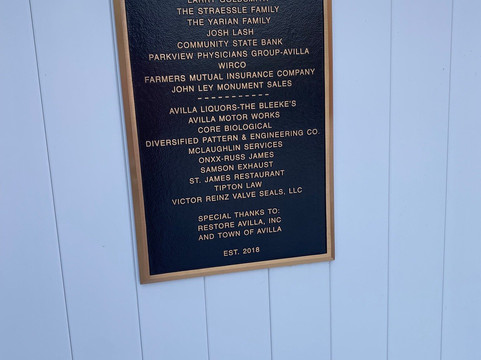 THE STRAESSLE FAMILY
THE YARIAN FAMILY
JOSH LASH
COMMUNITY STATE BANK
PARKVIEW PHYSICIANS GROUP-AVILLA
WIRCO
FARMERS MUTUAL INSURANCE COMPANY
JOHN LEY MONUMENT SALES
AVILLA LIQUORS-THE BLEEKE'S
AVILLA MOTOR WORKS
CORE BIOLOGICAL
DIVERSIFIED PATTERN & ENGINEERING CO.
MCLAUGHLIN SERVICES
ONXX-RUSS JAMES
SAMSON EXHAUST
ST. JAMES RESTAURANT
TIPTON LAW
VICTOR REINZ VALVE SEALS, LLC
SPECIAL THANKS TO:
RESTORE AVILLA, INC
AND TOWN OF AVILLA
EST. 2018